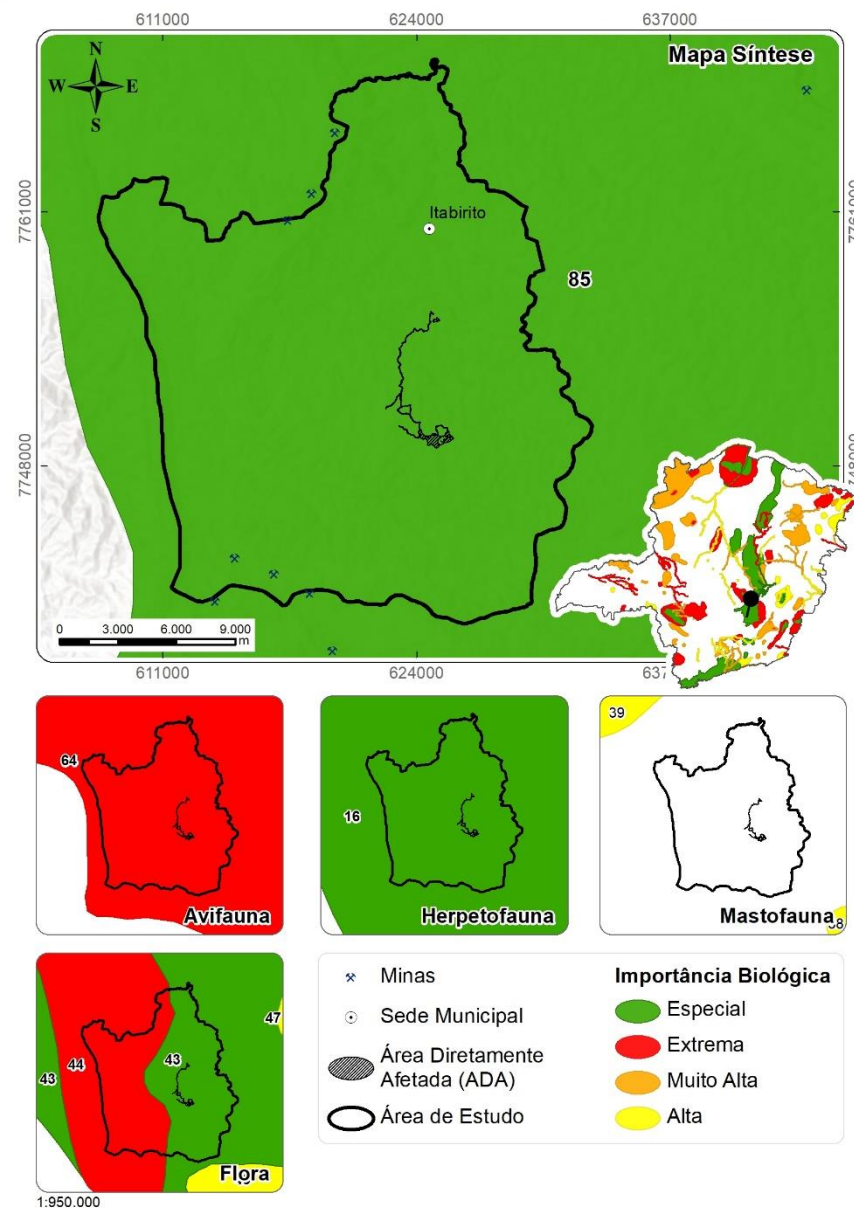 611000 624000 637000
Mapa Síntese
N
W E
S
7761000 7761000
Itabirito
85
7748000 7748000
0 3.000 6.000 9.000
m
611000 624000
64
Avifauna
16
Herpetofauna
39
Mastofauna
44
43
43
47
Flora
1:950.000
Minas
Sede Municipal
Área Diretamente
Afetada (ADA)
Área de Estudo
Importância Biológica
Especial
Extrema
Muito Alta
Alta